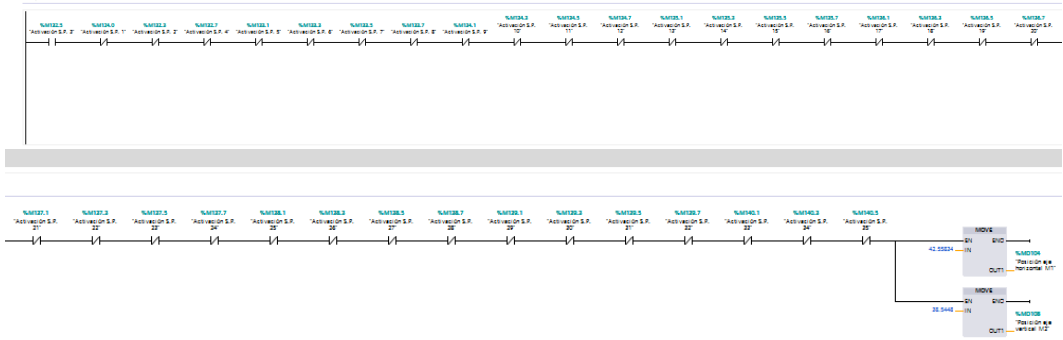 %M132.5 %M134.0 %M132.3 %M132.7 %M133.1 %M133.3 %M133.5 %M133.7 %M134.1 %M134.3 %M134.5 %M134.7 %M135.1 %M135.3 %M135.5 %M135.7 %M136.1 %M136.3 %M136.5 %M136.7
"Activación S.P. 3" "Activación S.P. 1" "Activación S.P. 2" "Activación S.P. 4" "Activación S.P. 5" "Activación S.P. 6" "Activación S.P. 7" "Activación S.P. 8" "Activación S.P. 9" "Activación S.P. "Activación S.P. "Activación S.P. "Activación S.P. "Activación S.P. "Activación S.P. "Activación S.P. "Activación S.P. "Activación S.P. "Activación S.P. "Activación S.P.
10" 11" 12" 13" 14" 15" 16" 17" 18" 19" 20"
%M137.1 %M137.3 %M137.5 %M137.7 %M138.1 %M138.3 %M138.5 %M138.7 %M139.1 %M139.3 %M139.5 %M139.7 %M140.1 %M140.3 %M140.5
"Activación S.P. "Activación S.P. "Activación S.P. "Activación S.P. "Activación S.P. "Activación S.P. "Activación S.P. "Activación S.P. "Activación S.P. "Activación S.P. "Activación S.P. "Activación S.P. "Activación S.P. "Activación S.P. "Activación S.P.
21" 22" 23" 24" 25" 26" 27" 28" 29" 30" 31" 32" 33" 34" 35"
MOVE
EN ENO
42.55834 IN
%MD104
"Posición eje
OUT1 horizontal M1"
MOVE
EN ENO
38.5448 IN
%MD108
"Posición eje
OUT1 vertical M2"